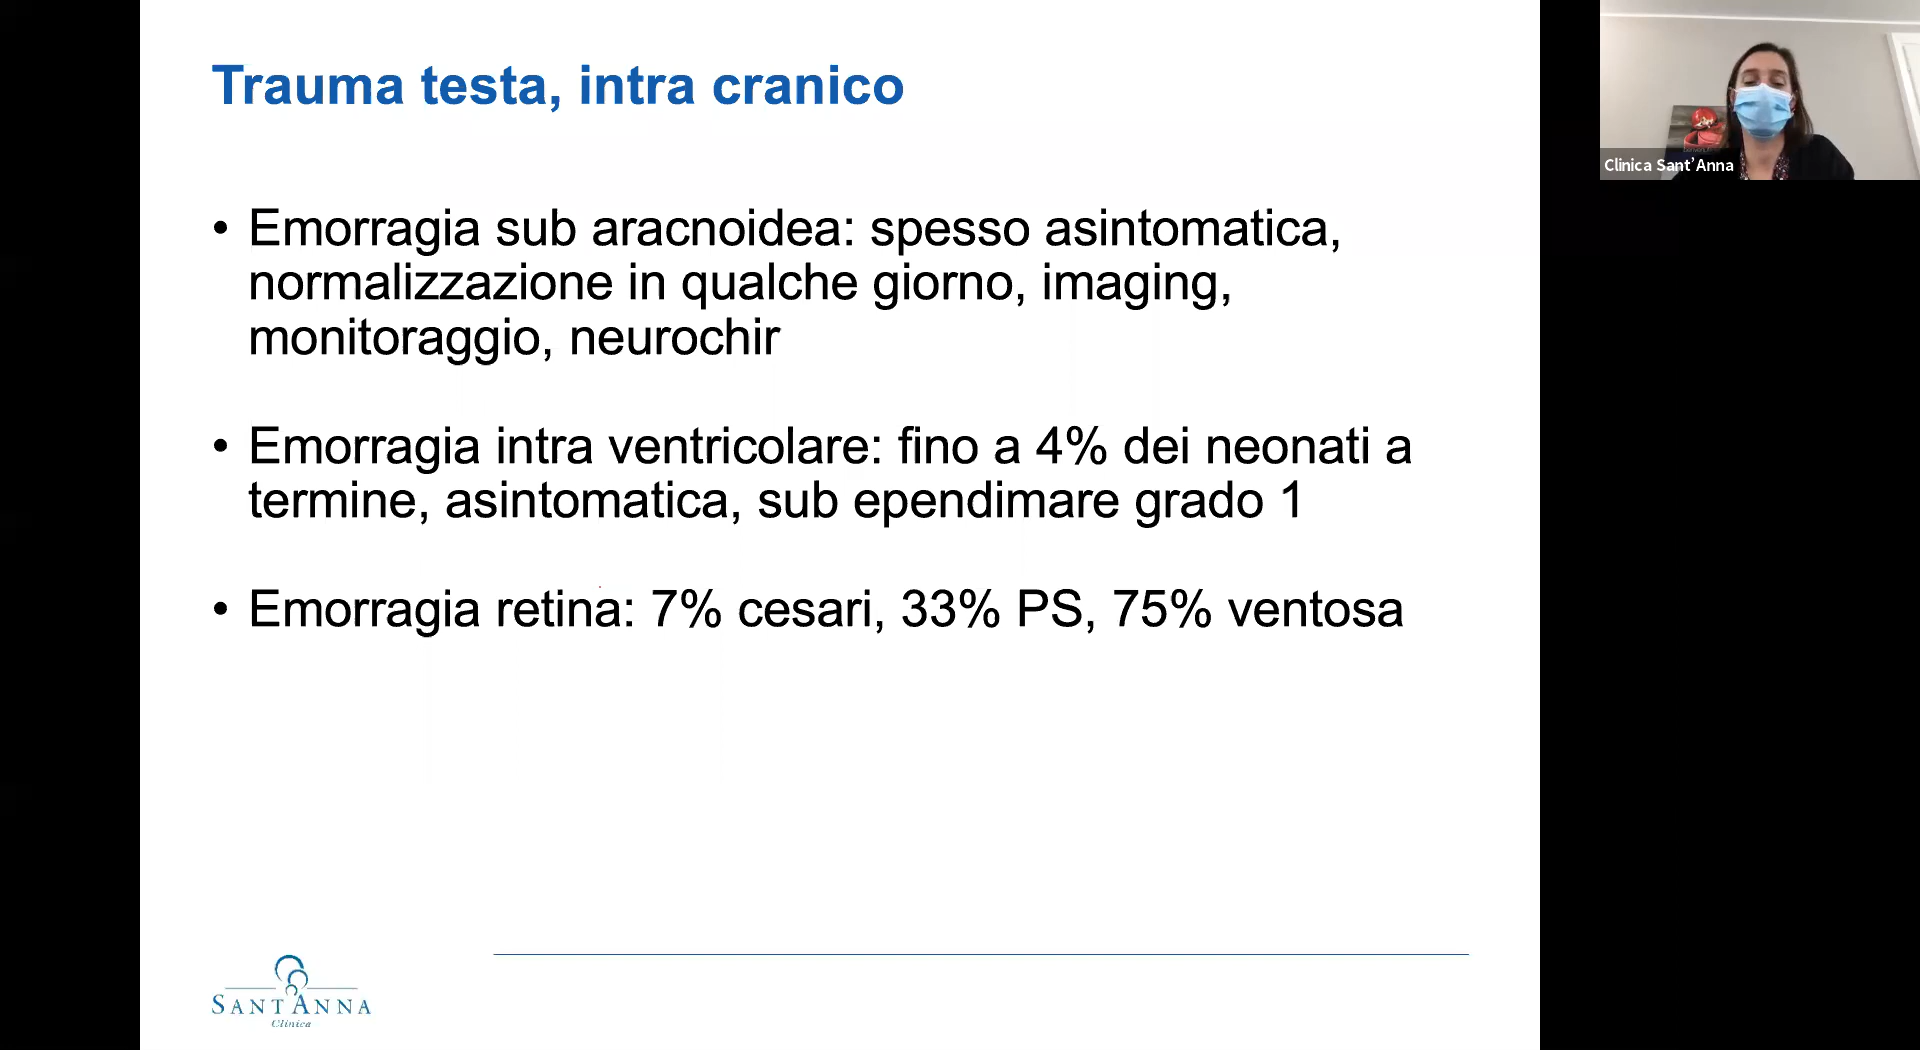 Trauma testa, intra cranico
• Emorragia sub aracnoidea: spesso asintomatica,
normalizzazione in qualche giorno, imaging,
monitoraggio, neurochir
• Emorragia intra ventricolare: fino a 4% dei neonati a
termine, asintomatica, sub ependimare grado 1
• Emorragia retina: 7% cesari, 33% PS, 75% ventosa
SANT'ANNA
Clinica
Clinica Sant'Anna